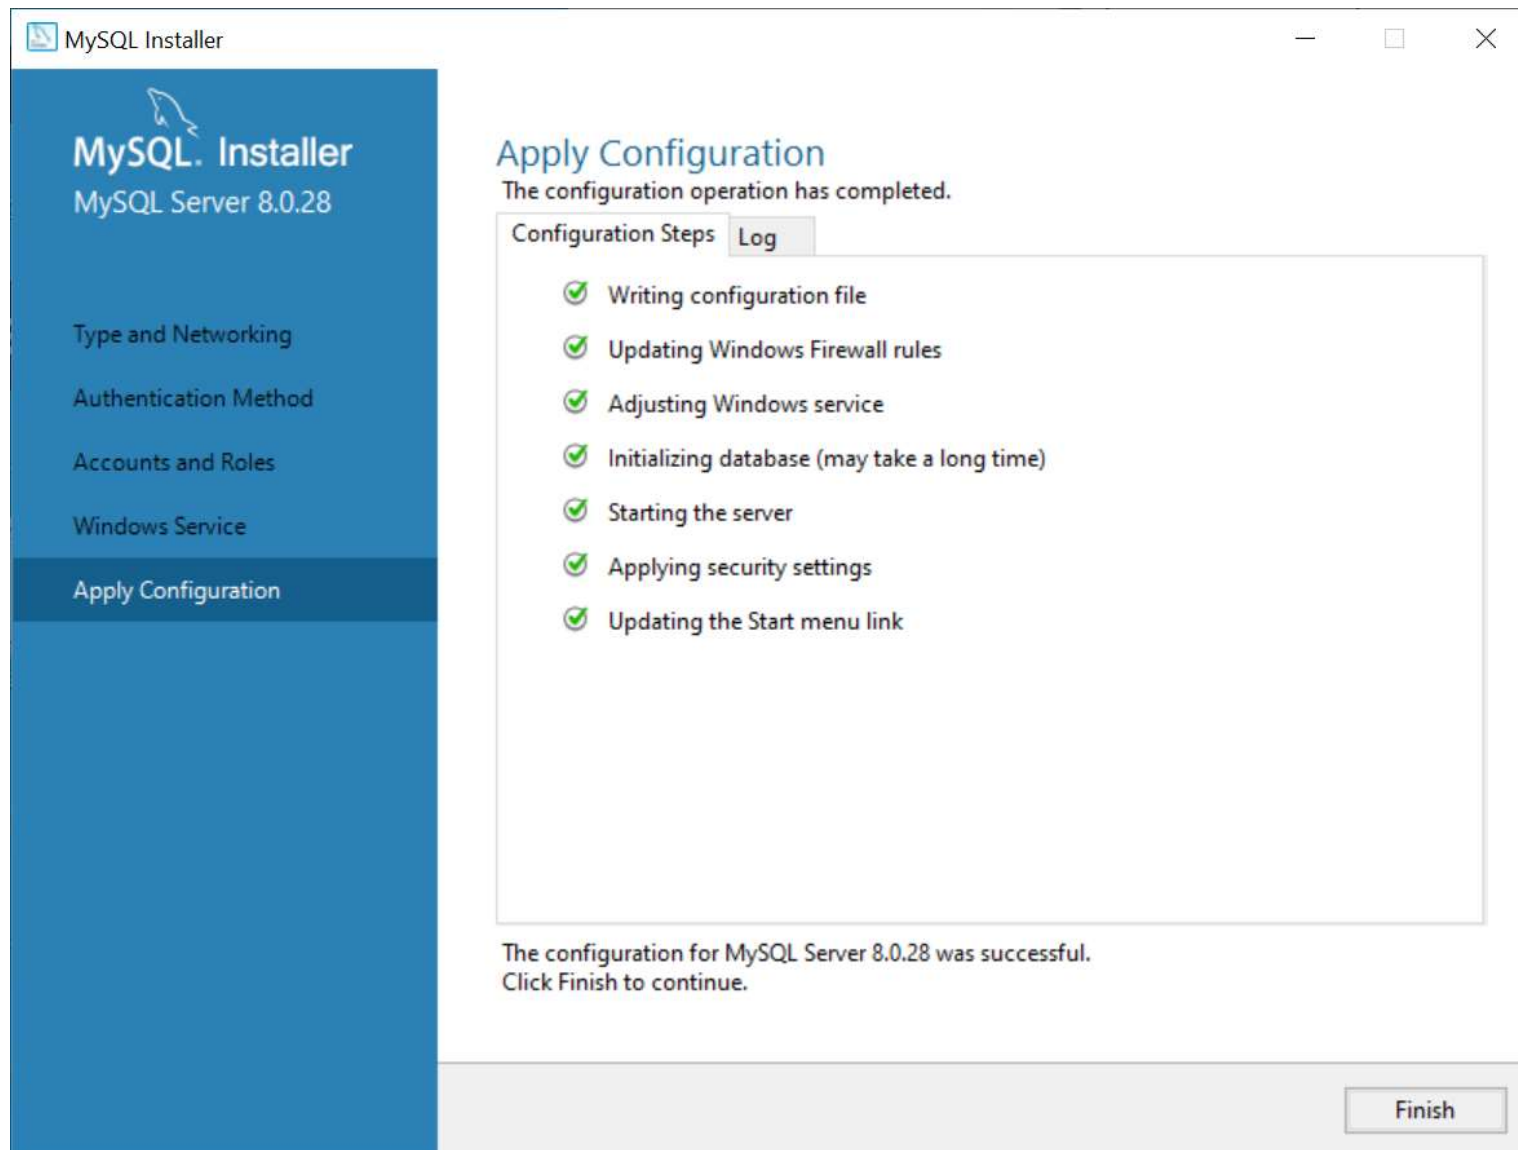 MySQL Installer
MySQL. Installer
MySQL Server 8.0.28
Type and Networking
Authentication Method
Accounts and Roles
Windows Service
Apply Configuration
Apply Configuration
The configuration operation has completed.
Configuration Steps
Log
Writing configuration file
Updating Windows Firewall rules
Adjusting Windows service
Initializing database (may take a long time)
Starting the server
Applying security settings
Updating the Start menu link
The configuration for MySQL Server 8.0.28 was successful.
Click Finish to continue.
Finish